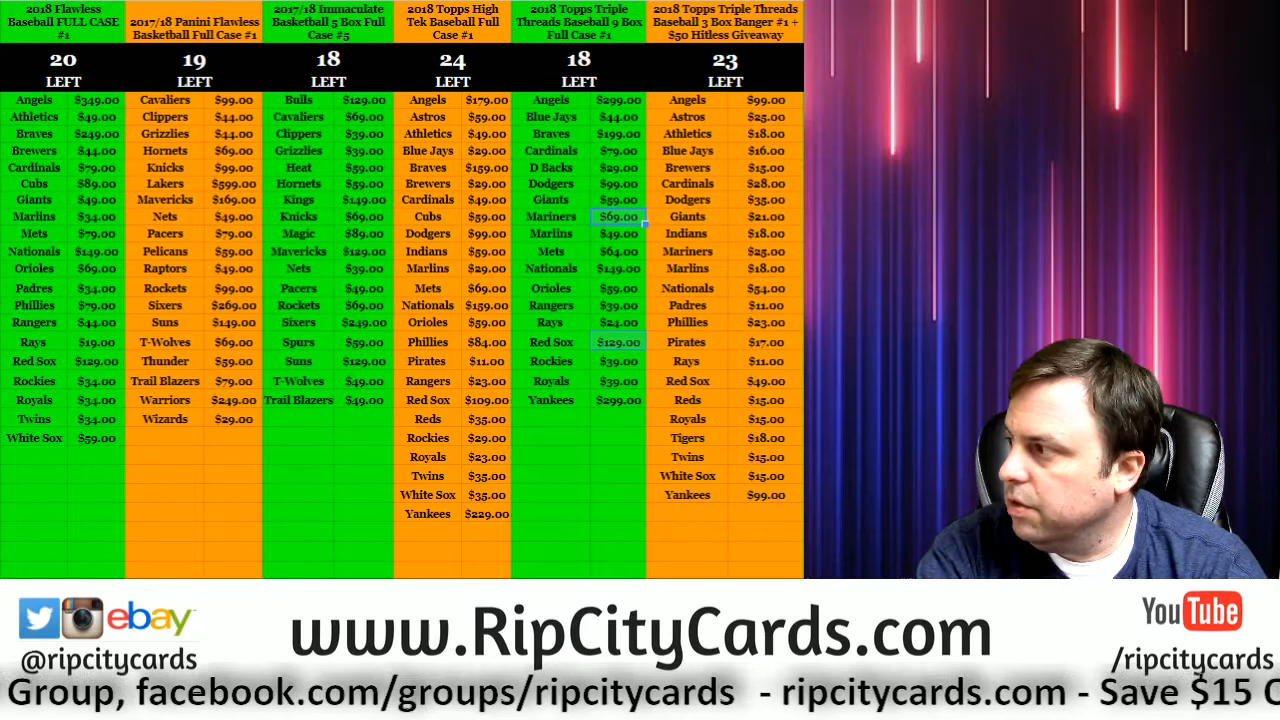 2018 Flawless
Baseball FULL CASE
#1
20
LEFT
Angels $349.00
Athletics $49.00
Braves $249.00
Brewers $44.00
Cardinals $79.00
Cubs $89.00
Giants $49.00
Marlins $34.00
Mets $79.00
Nationals $149.00
Orioles $69.00
Padres $34.00
Phillies $79.00
Rangers $44.00
Rays $19.00
Red Sox $129.00
Rockies $34.00
Royals $34.00
Twins $34.00
White Sox $59.00
2017/18 Panini Flawless
Basketball Full Case #1
19
LEFT
Cavaliers $99.00
Clippers $44.00
Grizzlies $44.00
Hornets $69.00
Knicks $99.00
Lakers $599.00
Mavericks $169.00
Nets $49.00
Pacers $79.00
Pelicans $59.00
Raptors $49.00
Rockets $99.00
Sixers $269.00
Suns $149.00
T-Wolves $69.00
Thunder $59.00
Trail Blazers $79.00
Warriors $249.00
Wizards $29.00
2017/18 Immaculate
Basketball 5 Box Full
Case #5
18
LEFT
Bulls $129.00
Cavaliers $69.00
Clippers $39.00
Grizzlies $39.00
Heat $59.00
Hornets $59.00
Kings $149.00
Knicks $69.00
Magic $89.00
Mavericks $129.00
Nets $39.00
Pacers $49.00
Rockets $69.00
Sixers $249.00
Spurs $59.00
Suns $129.00
T-Wolves $49.00
Trail Blazers $49.00
2018 Topps High
Tek Baseball Full
Case #1
24
LEFT
Angels $179.00
Astros $59.00
Athletics $49.00
Blue Jays $29.00
Braves $159.00
Brewers $29.00
Cardinals $49.00
Cubs $59.00
Dodgers $99.00
Indians $59.00
Marlins $29.00
Mets $69.00
Nationals $159.00
Orioles $59.00
Phillies $84.00
Pirates $11.00
Rangers $23.00
Red Sox $109.00
Reds $35.00
Rockies $29.00
Royals $23.00
Twins $35.00
White Sox $35.00
Yankees $229.00
2018 Topps Triple
Threads Baseball 9 Box
Full Case #1
18
LEFT
Angels $299.00
Blue Jays $44.00
Braves $199.00
Cardinals $79.00
D Backs $29.00
Dodgers $99.00
Giants $59.00
Mariners $69.00
Marlins $49.00
Mets $64.00
Nationals $149.00
Orioles $59.00
Rangers $39.00
Rays $24.00
Red Sox $129.00
Rockies $39.00
Royals $39.00
Yankees $299.00
2018 Topps Triple Threads
Baseball 3 Box Banger #1 +
$50 Hitless Giveaway
23
LEFT
Angels $99.00
Astros $25.00
Athletics $18.00
Blue Jays $16.00
Brewers $15.00
Cardinals $28.00
Dodgers $35.00
Giants $21.00
Indians $18.00
Mariners $25.00
Marlins $18.00
Nationals $54.00
Padres $11.00
Phillies $23.00
Pirates $17.00
Rays $11.00
Red Sox $49.00
Reds $15.00
Royals $15.00
Tigers $18.00
Twins $15.00
White Sox $15.00
Yankees $99.00
ebay
@ripcitycards
www.RipCityCards.com
YouTube
/ripcitycards
Group, facebook.com/groups/ripcitycards - ripcitycards.com - Save $15